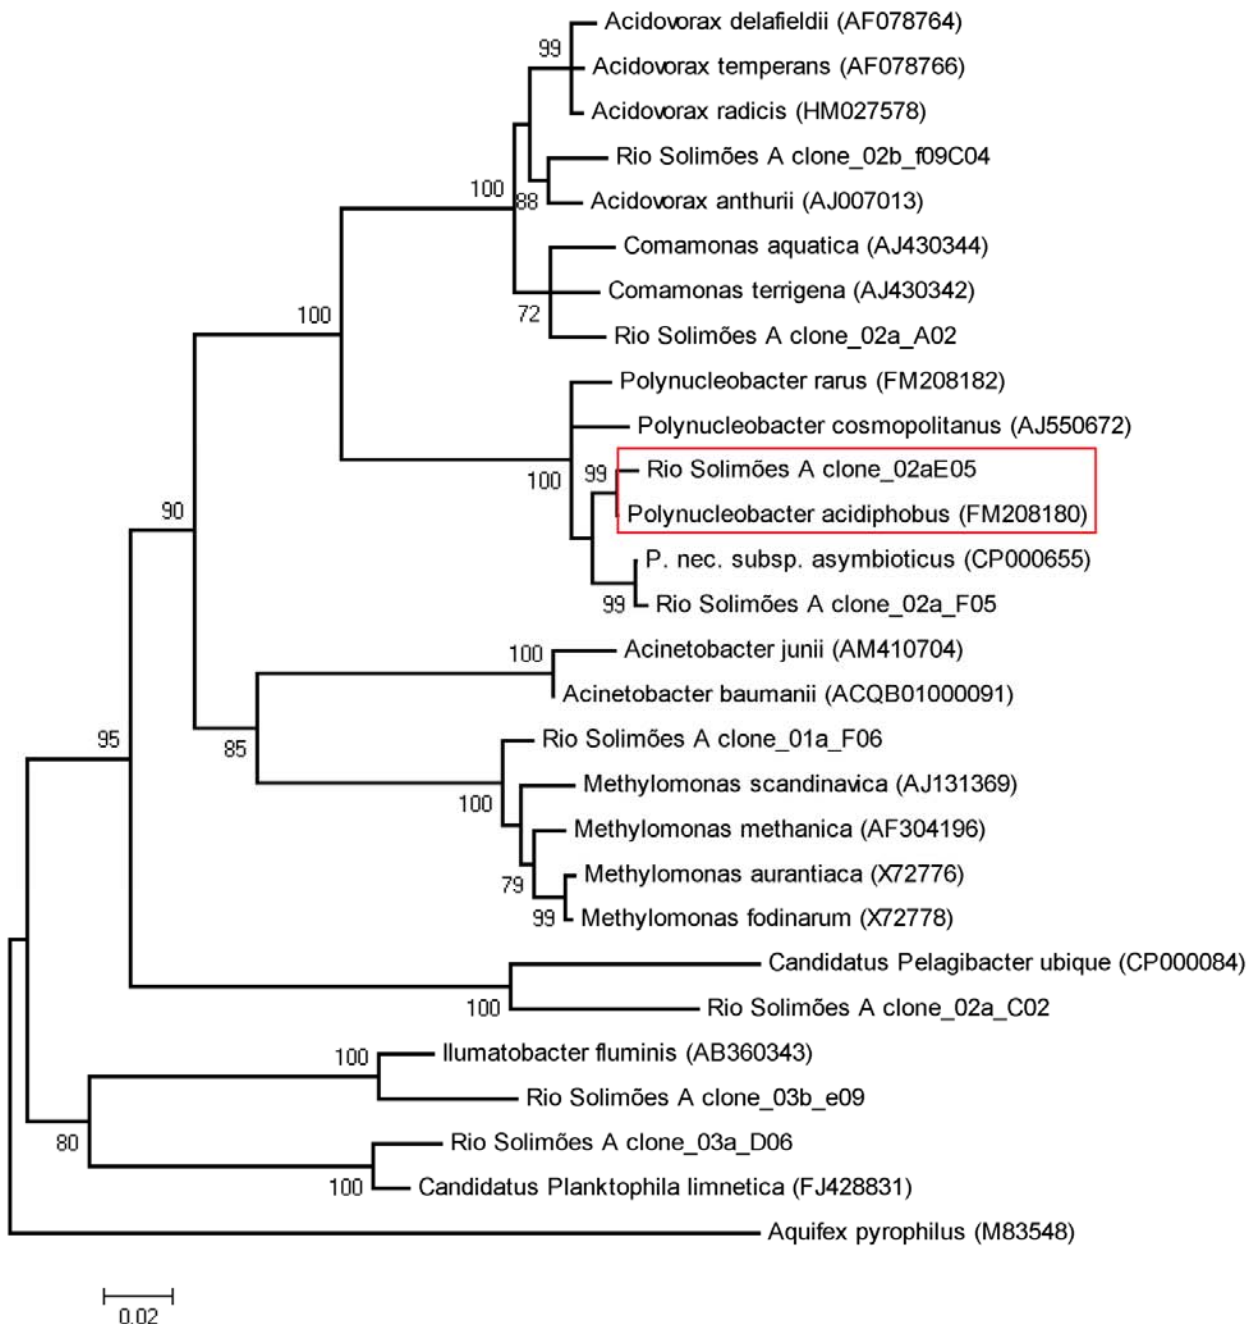 Acidovorax delafieldii (AF078764)
99
Acidovorax temperans (AF078766)
Acidovorax radicis (HM027578)
Rio Solimões A clone_02b_f09C04
100
88
Acidovorax anthurii (AJ007013)
Comamonas aquatica (AJ430344)
Comamonas terrigena (AJ430342)
72
100
Rio Solimões A clone_02a_A02
Polynucleobacter rarus (FM208182)
Polynucleobacter cosmopolitanus (AJ550672)
99
Rio Solimões A clone_02aE05
100
Polynucleobacter acidiphobus (FM208180)
90
P. nec. subsp. asymbioticus (CP000655)
99
Rio Solimões A clone_02a_F05
100
Acinetobacter junii (AM410704)
Acinetobacter baumanii (ACQB01000091)
95
85
Rio Solimões A clone_01a_F06
Methylomonas scandinavica (AJ131369)
100
Methylomonas methanica (AF304196)
79
Methylomonas aurantiaca (X72776)
99
Methylomonas fodinarum (X72778)
Candidatus Pelagibacter ubique (CP000084)
100
Rio Solimões A clone_02a_C02
100
Ilumatobacter fluminis (AB360343)
Rio Solimões A clone_03b_e09
80
Rio Solimões A clone_03a_D06
100
Candidatus Planktophila limnetica (FJ428831)
Aquifex pyrophilus (M83548)
0.02